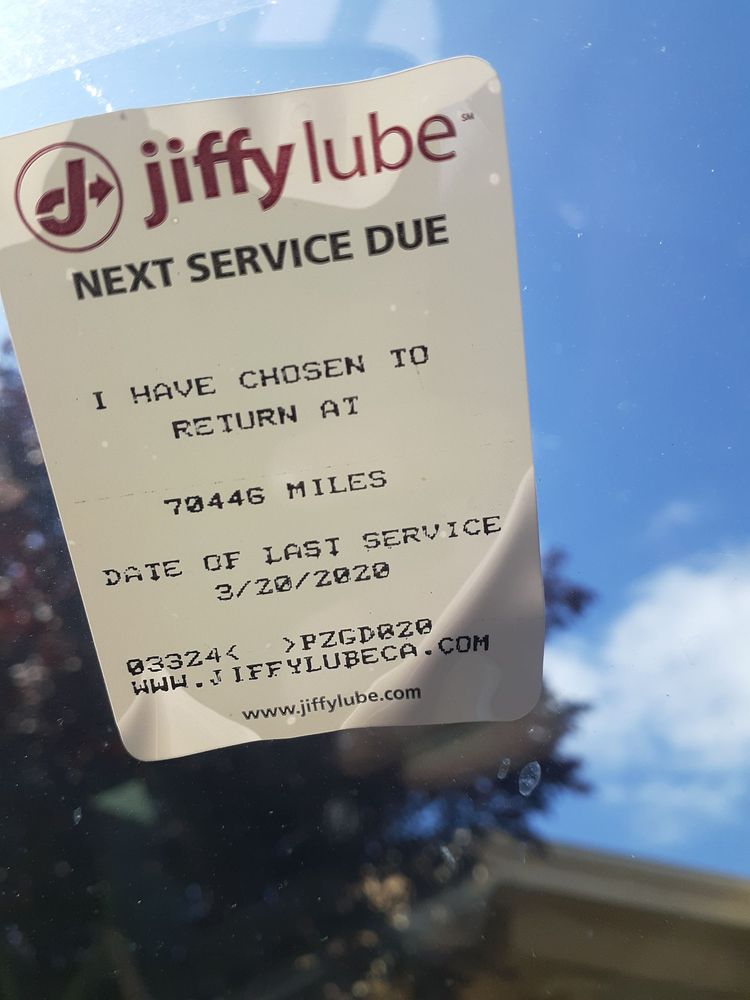 jiffy lube℠
NEXT SERVICE DUE
I HAVE CHOSEN TO
RETURN AT
70446 MILES
DATE OF LAST SERVICE
3/20/2020
03324< >PZGD020
WWW.JIFFYLUBECA.COM
www.jiffylube.com